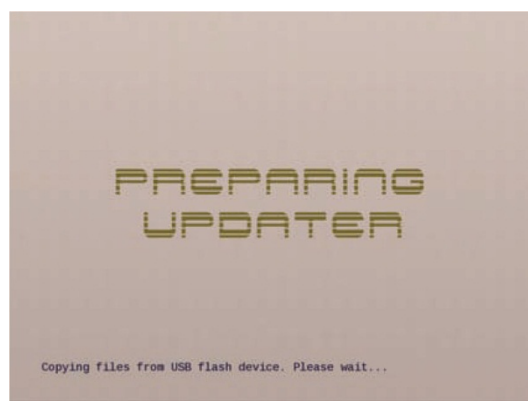 PREPARING
UPDATER
Copying files from USB flash device. Please wait...